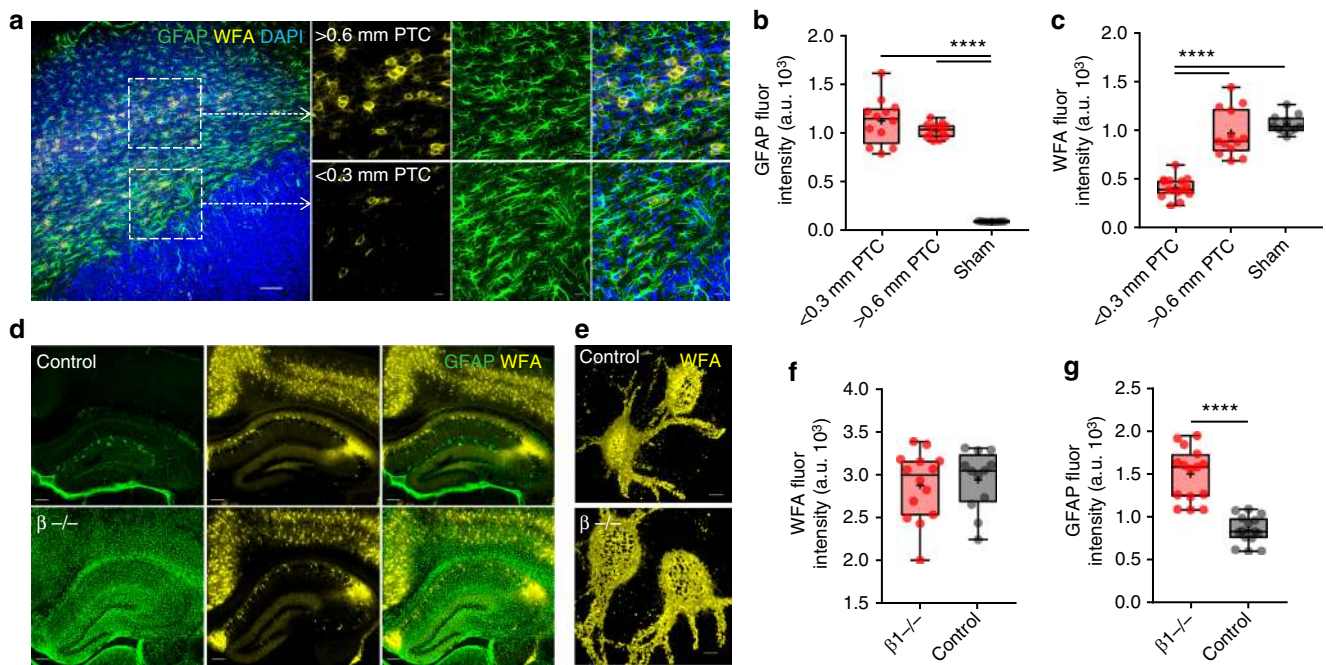 a
GFAP WFA DAPI
>0.6 mm PTC
<0.3 mm PTC
b
****
GFAP fluor
intensity (a.u. 10³)
2.0
1.5
1.0
0.5
0.0
<0.3 mm PTC
>0.6 mm PTC
Sham
c
****
WFA fluor
intensity (a.u. 10³)
2.0
1.5
1.0
0.5
0.0
<0.3 mm PTC
>0.6 mm PTC
Sham
d
Control
GFAP WFA
β –/–
e
Control
WFA
β –/–
f
WFA fluor
intensity (a.u. 10³)
4.0
3.5
3.0
2.5
2.0
1.5
β1–/–
Control
g
****
GFAP fluor
intensity (a.u. 10³)
2.5
2.0
1.5
1.0
0.5
0.0
β1–/–
Control